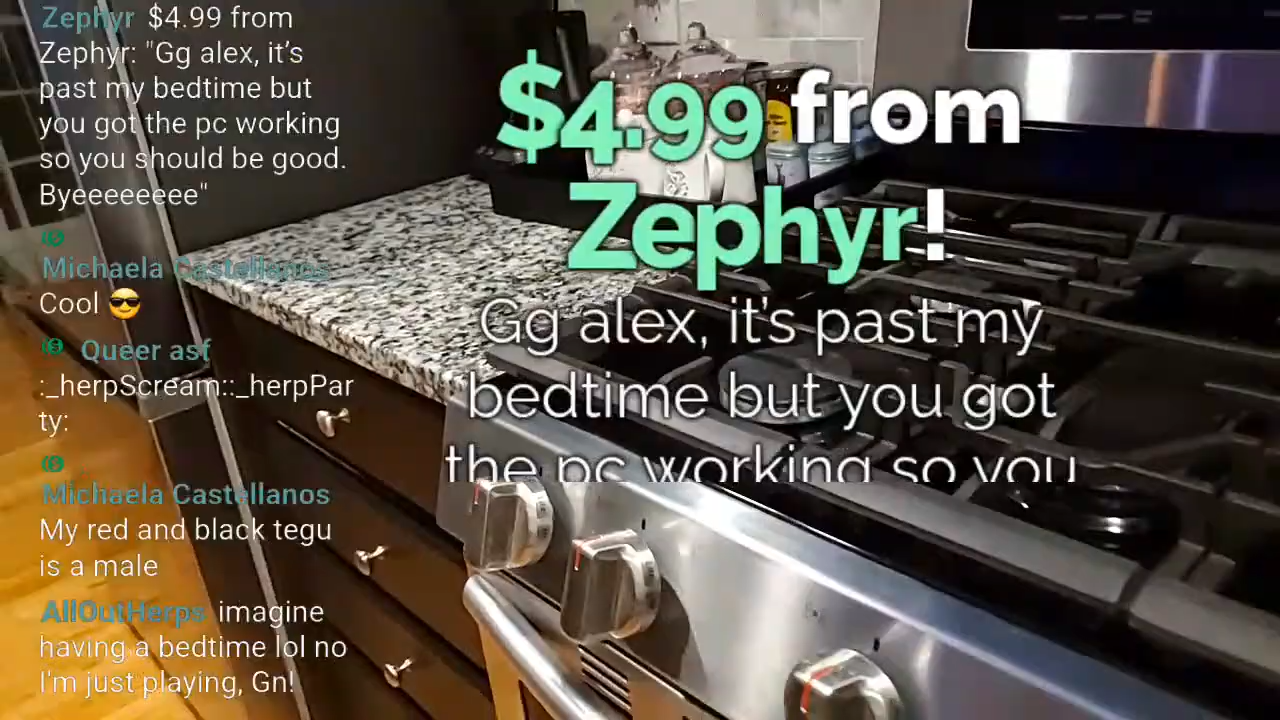 Zephyr $4.99 from
Zephyr: "Gg alex, it's
past my bedtime but
you got the pc working
so you should be good.
Byeeeeeeee"
Michaela Castellanos
Cool 😎
Queer asf
:_herpScream::_herpPar
ty:
Michaela Castellanos
My red and black tegu
is a male
AllOutHerps imagine
having a bedtime lol no
I'm just playing, Gn!
$4.99 from
Zephyr!
Gg alex, it's past my
bedtime but you got
the pc working so you